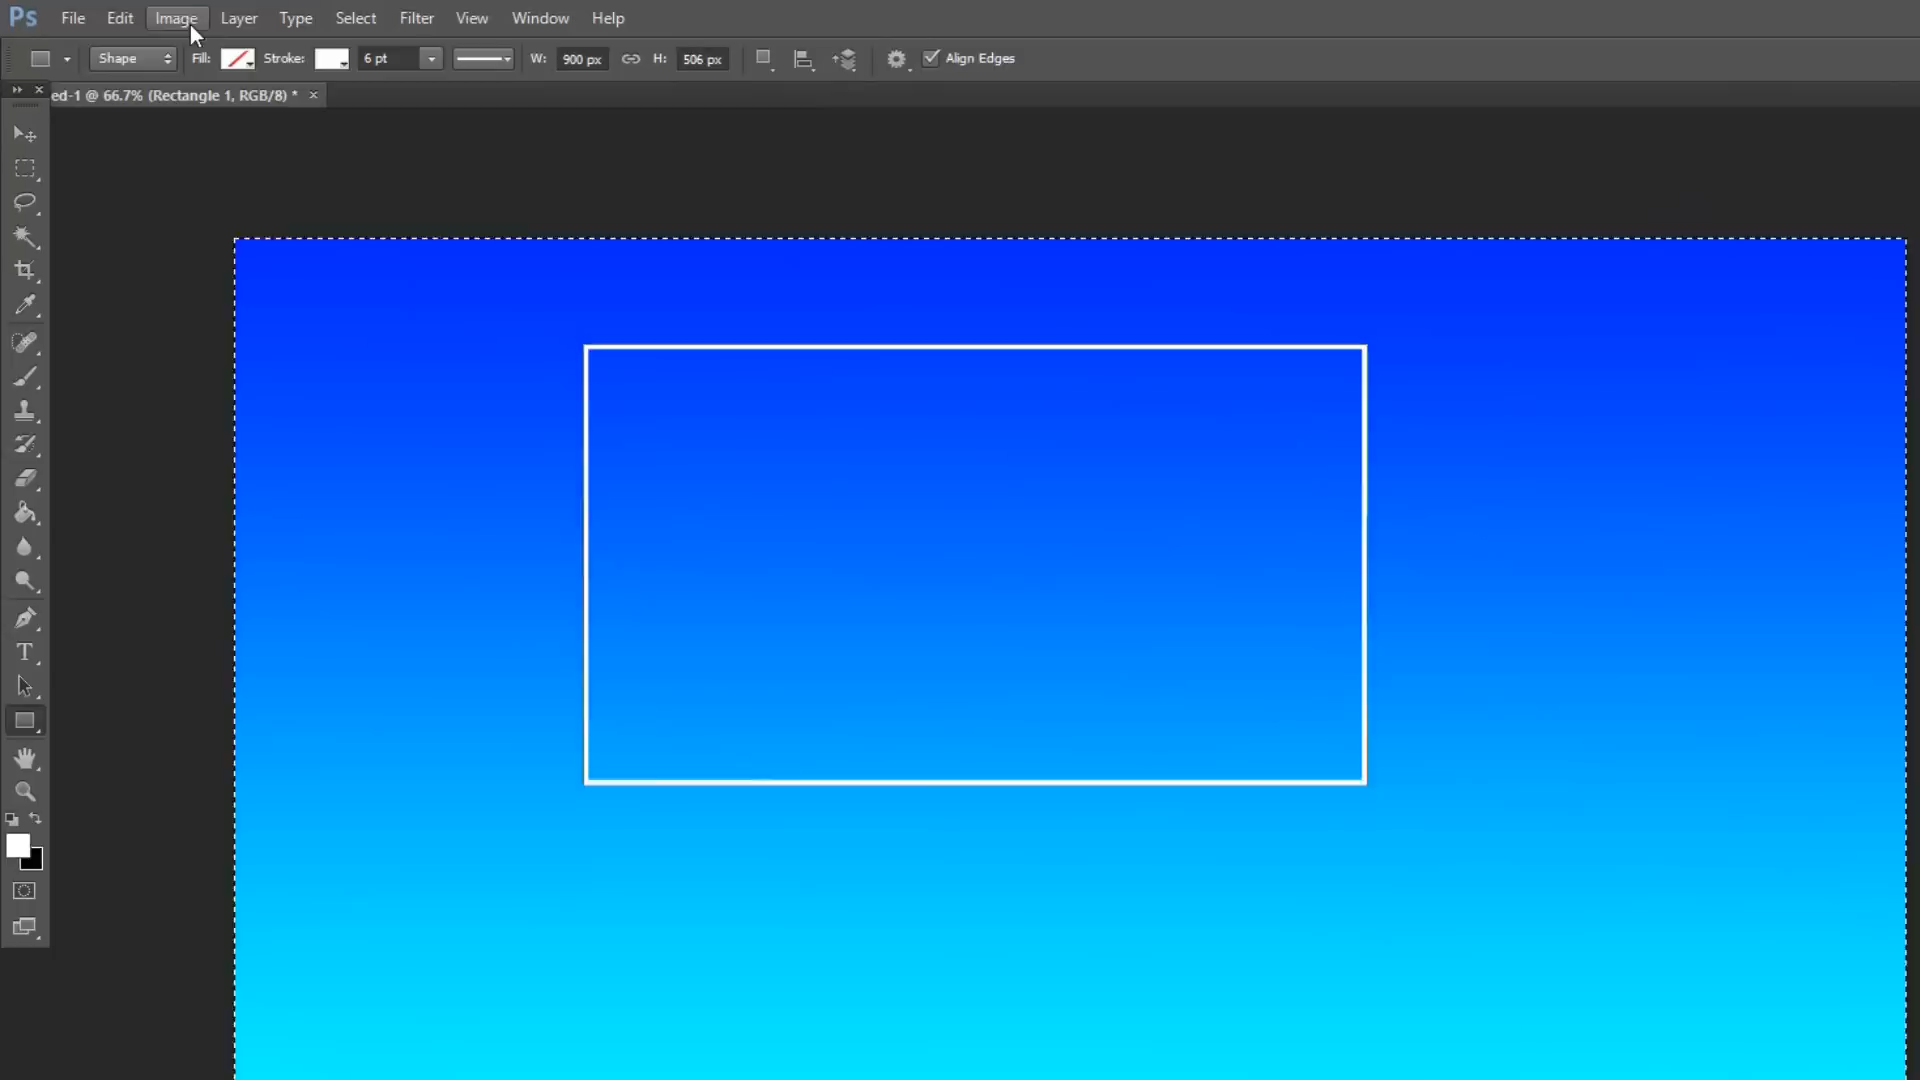 Ps File Edit Image Layer Type Select Filter View Window Help
Shape Fill: Stroke: 6 pt W: 900 px H: 506 px Align Edges
ed-1 @ 66.7% (Rectangle 1, RGB/8) * ×
T